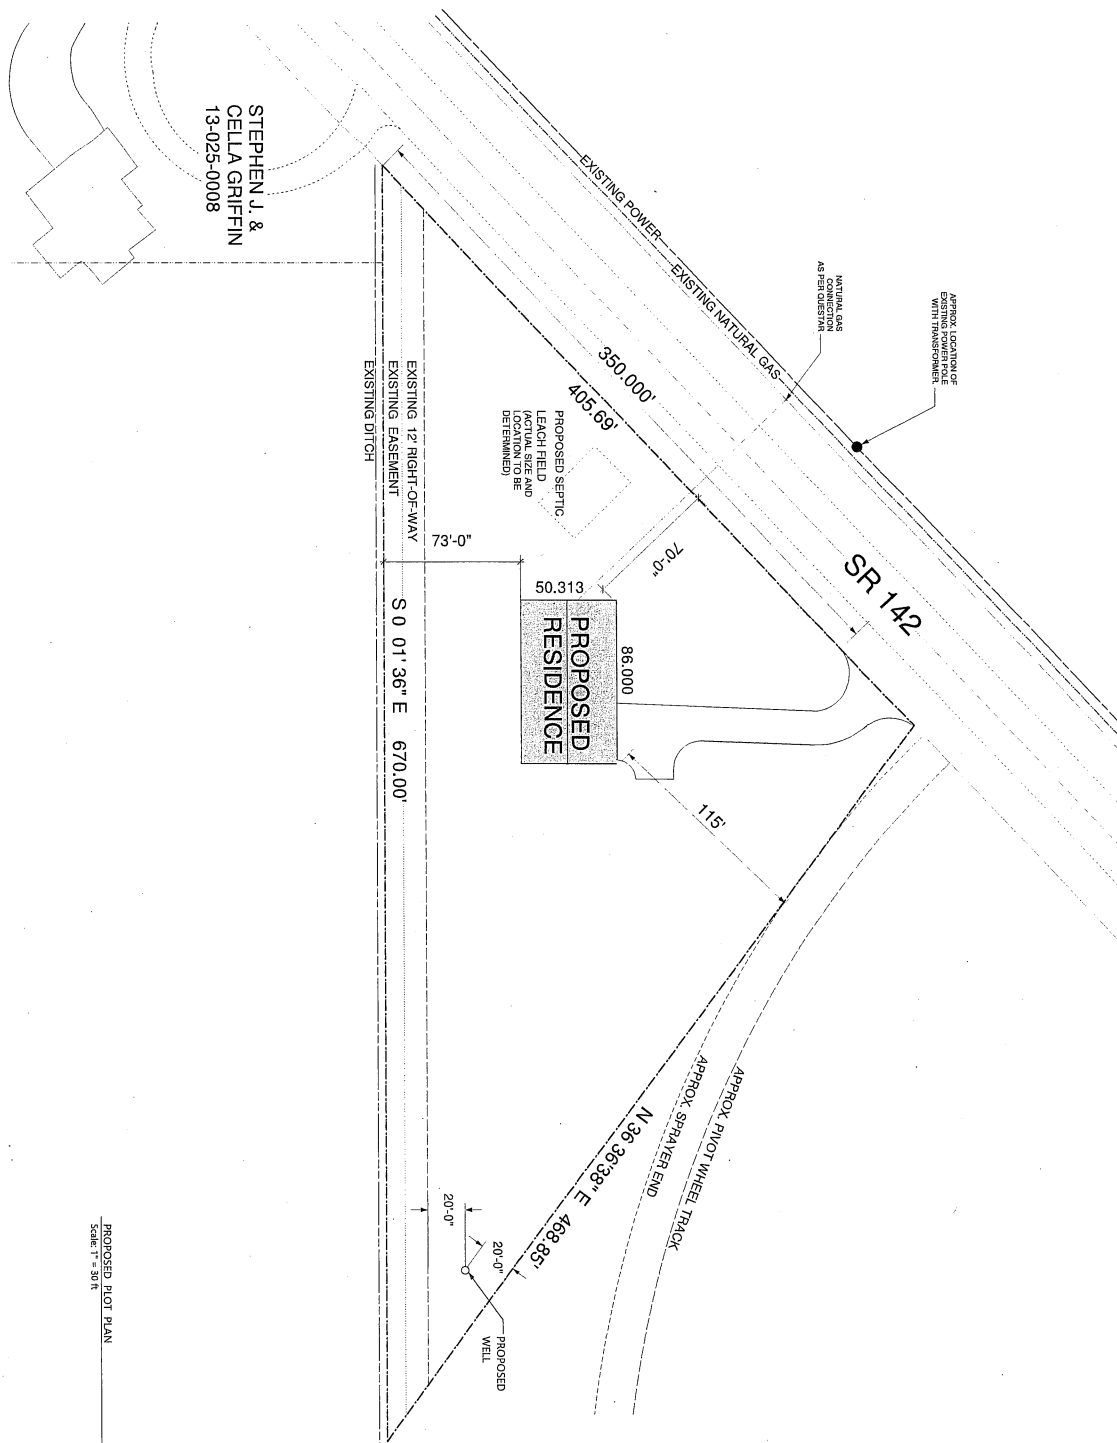 STEPHEN J. &
CELLA GRIFFIN
13-025-0008
EXISTING POWER
EXISTING NATURAL GAS
NATURAL GAS
CONNECTION
AS PER QUESTAR
APPROX. LOCATION OF
EXISTING POWER POLE
WITH TRANSFORMER.
350.000'
405.69'
SR 142
EXISTING 12' RIGHT-OF-WAY
EXISTING EASEMENT
EXISTING DITCH
PROPOSED SEPTIC
LEACH FIELD
(ACTUAL SIZE AND
LOCATION TO BE
DETERMINED)
73'-0"
70'-0"
50.313
86.000
PROPOSED
RESIDENCE
S 0 01'36" E 670.00'
115'
APPROX. PIVOT WHEEL TRACK
APPROX. SPRAYER END
N 36 36'38" E 468.85'
20'-0"
20'-0"
PROPOSED
WELL
PROPOSED PLOT PLAN
Scale: 1" = 30 ft